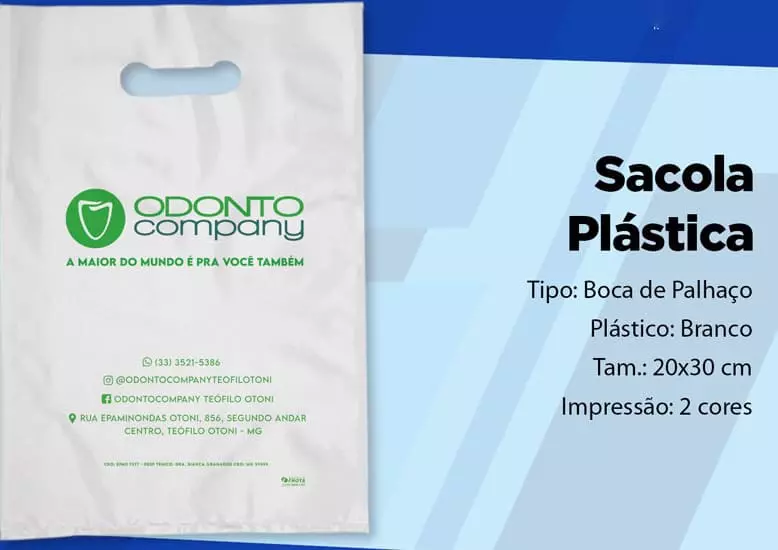 ODONTO
company
A MAIOR DO MUNDO É PRA VOCÊ TAMBÉM
(33) 3521-5386
@ODONTOCOMPANYTEOFILOTONI
ODONTOCOMPANY TEÓFILO OTONI
RUA EPAMINONDAS OTONI, 856, SEGUNDO ANDAR
CENTRO, TEÓFILO OTONI - MG
Sacola
Plástica
Tipo: Boca de Palhaço
Plástico: Branco
Tam.: 20x30 cm
Impressão: 2 cores